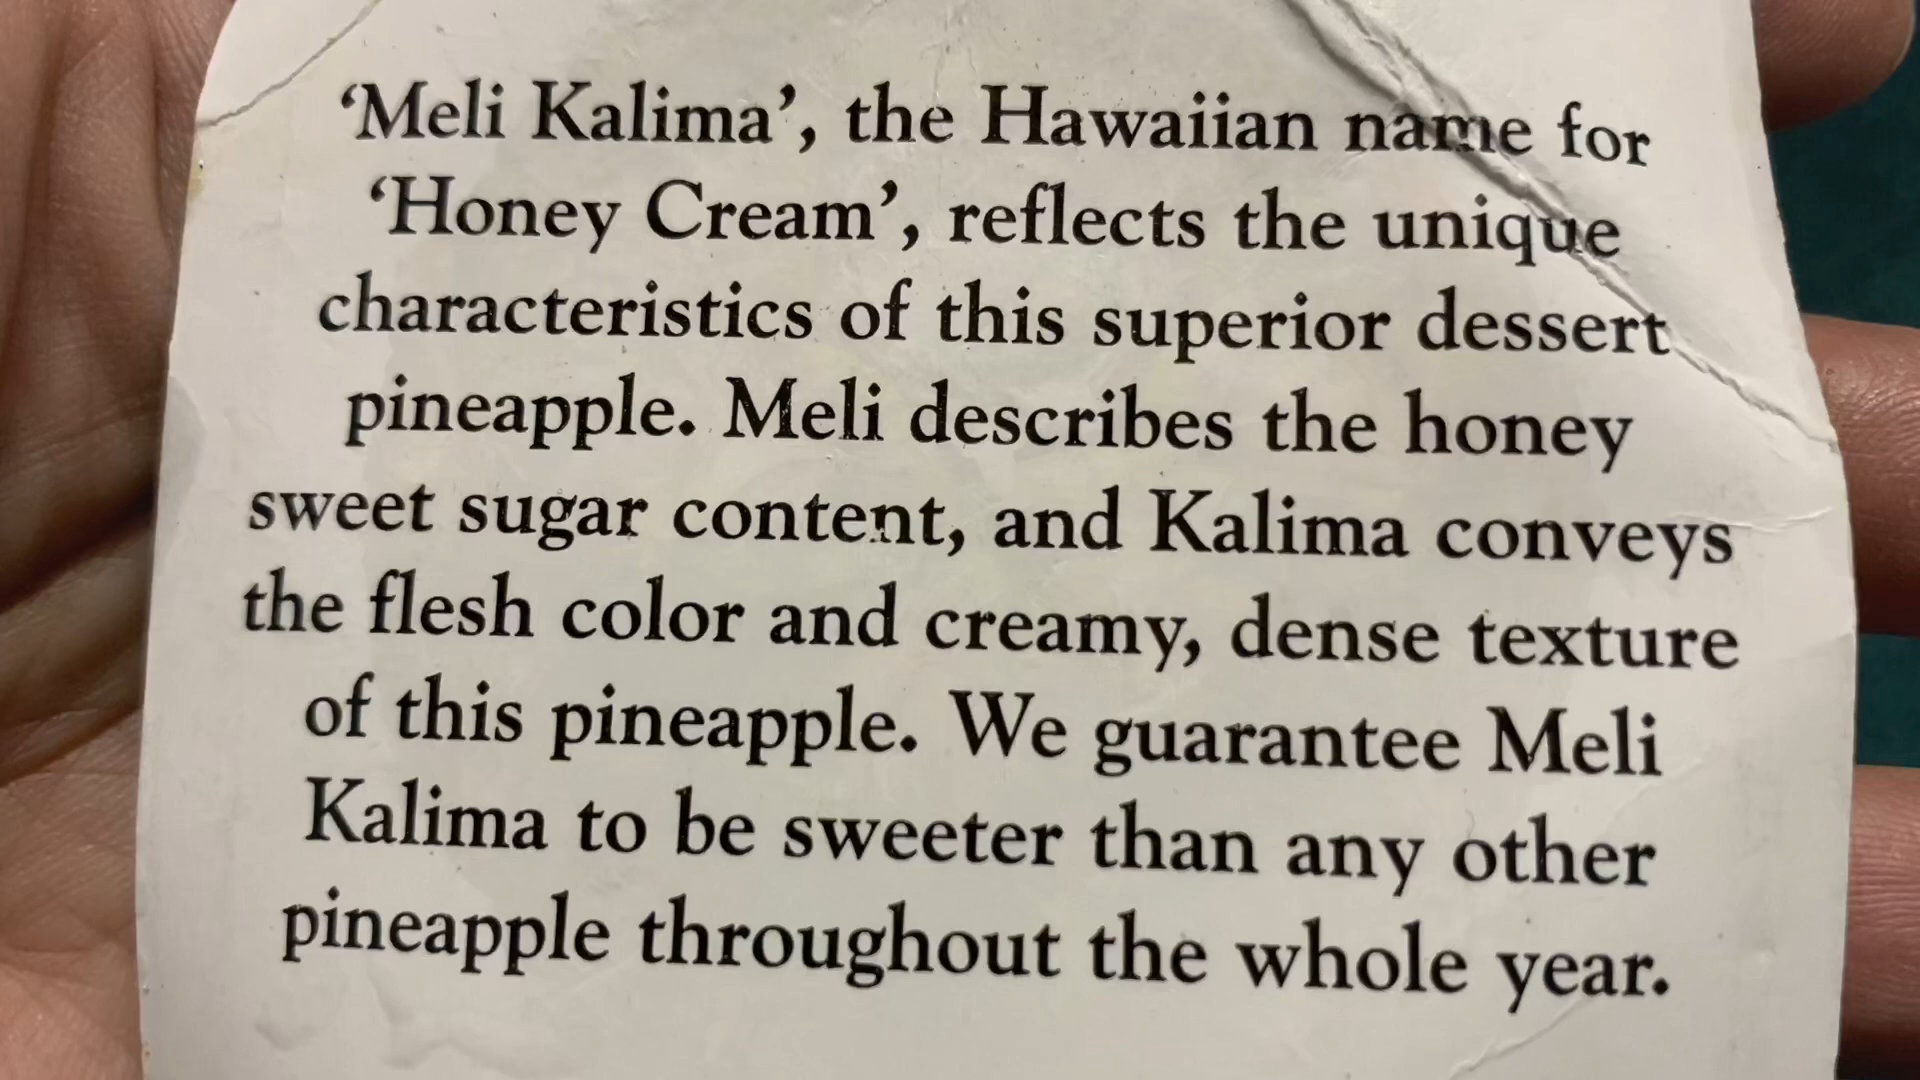 ‘Meli Kalima’, the Hawaiian name for
‘Honey Cream’, reflects the unique
characteristics of this superior dessert
pineapple. Meli describes the honey
sweet sugar content, and Kalima conveys
the flesh color and creamy, dense texture
of this pineapple. We guarantee Meli
Kalima to be sweeter than any other
pineapple throughout the whole year.